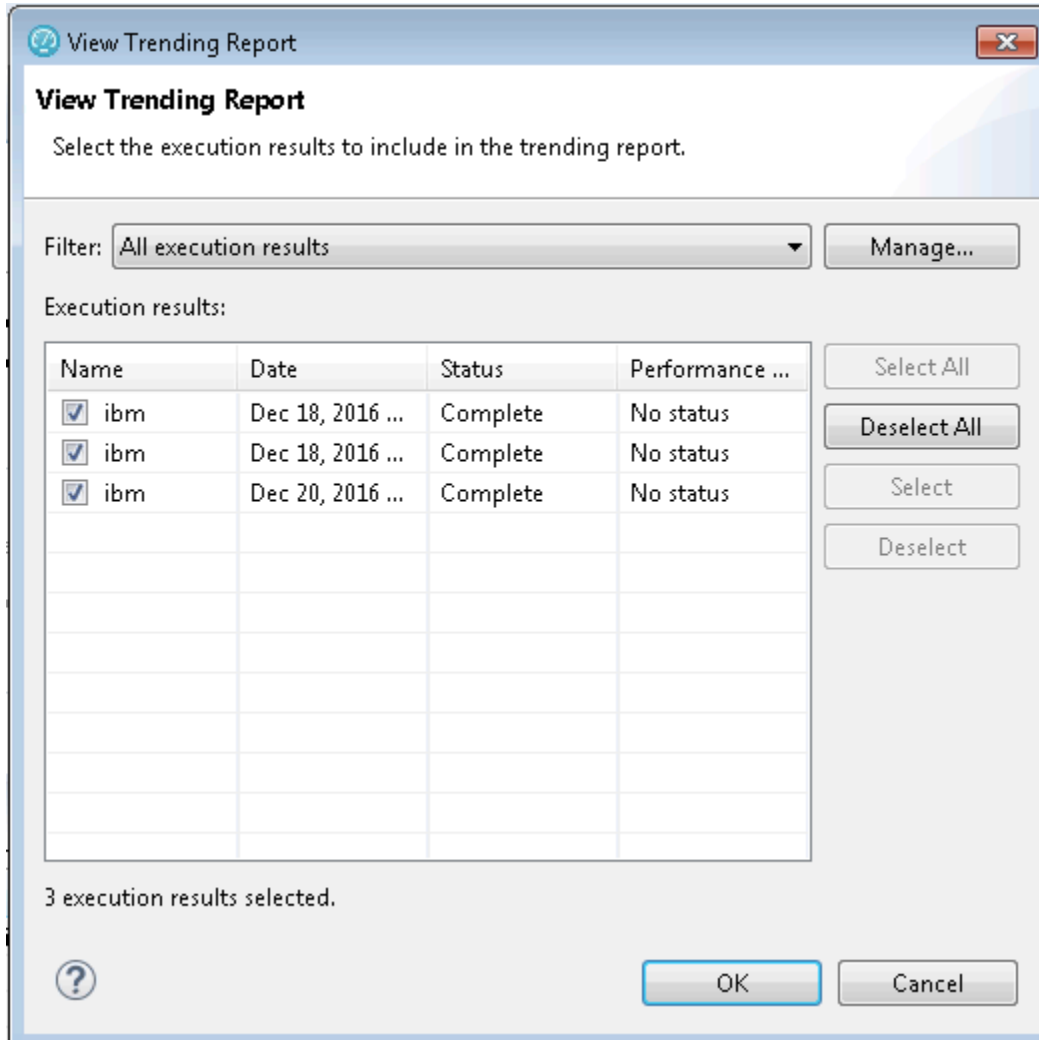 View Trending Report
View Trending Report
Select the execution results to include in the trending report.
Filter: All execution results Manage...
Execution results:
Name Date Status Performance ... Select All
ibm Dec 18, 2016 ... Complete No status Deselect All
ibm Dec 18, 2016 ... Complete No status
ibm Dec 20, 2016 ... Complete No status Select
Deselect
3 execution results selected.
? OK Cancel